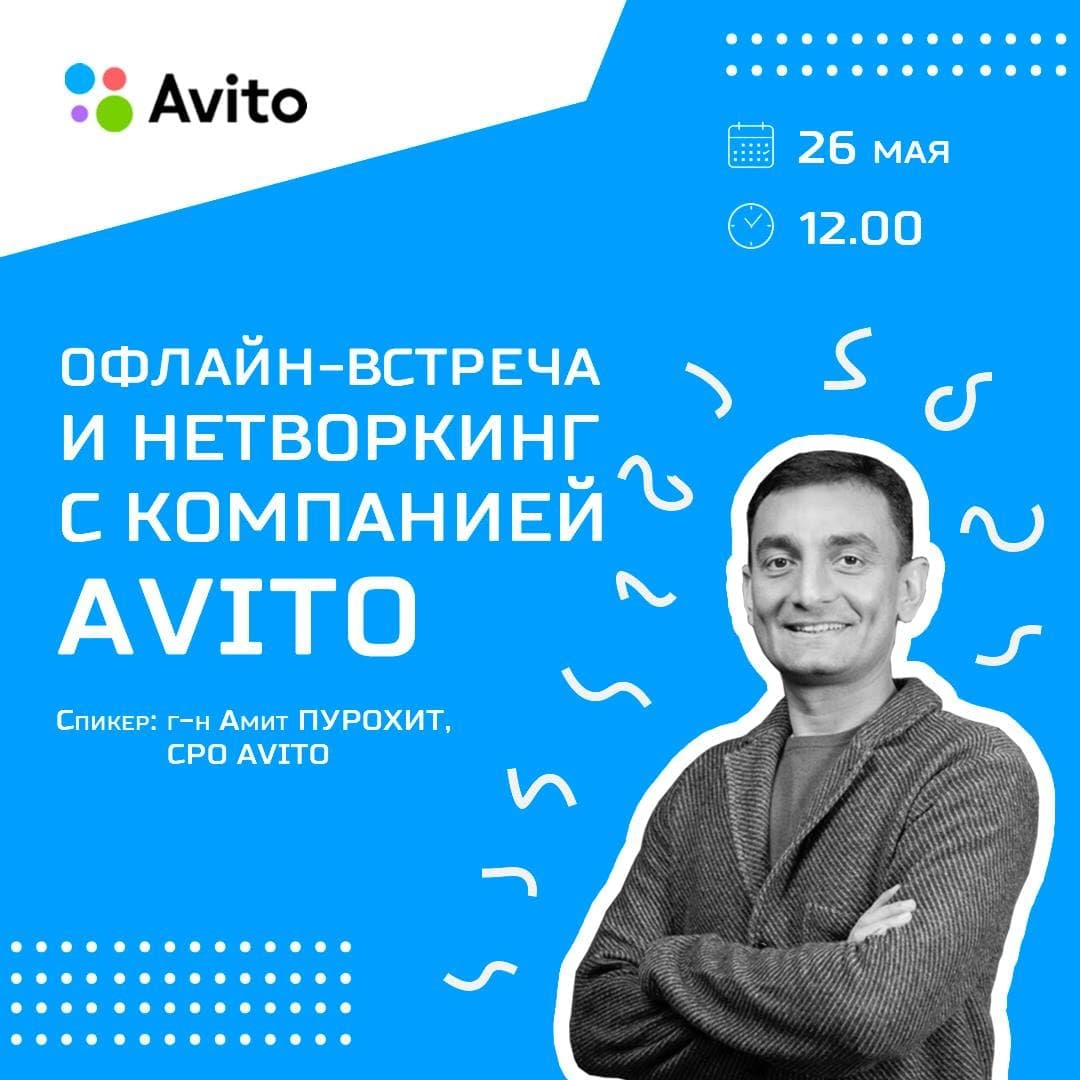 Avito
26 МАЯ
12.00
ОФЛАЙН-ВСТРЕЧА
И НЕТВОРКИНГ
С КОМПАНИЕЙ
AVITO
Спикер: г-н Амит ПУРОХИТ,
CPO AVITO